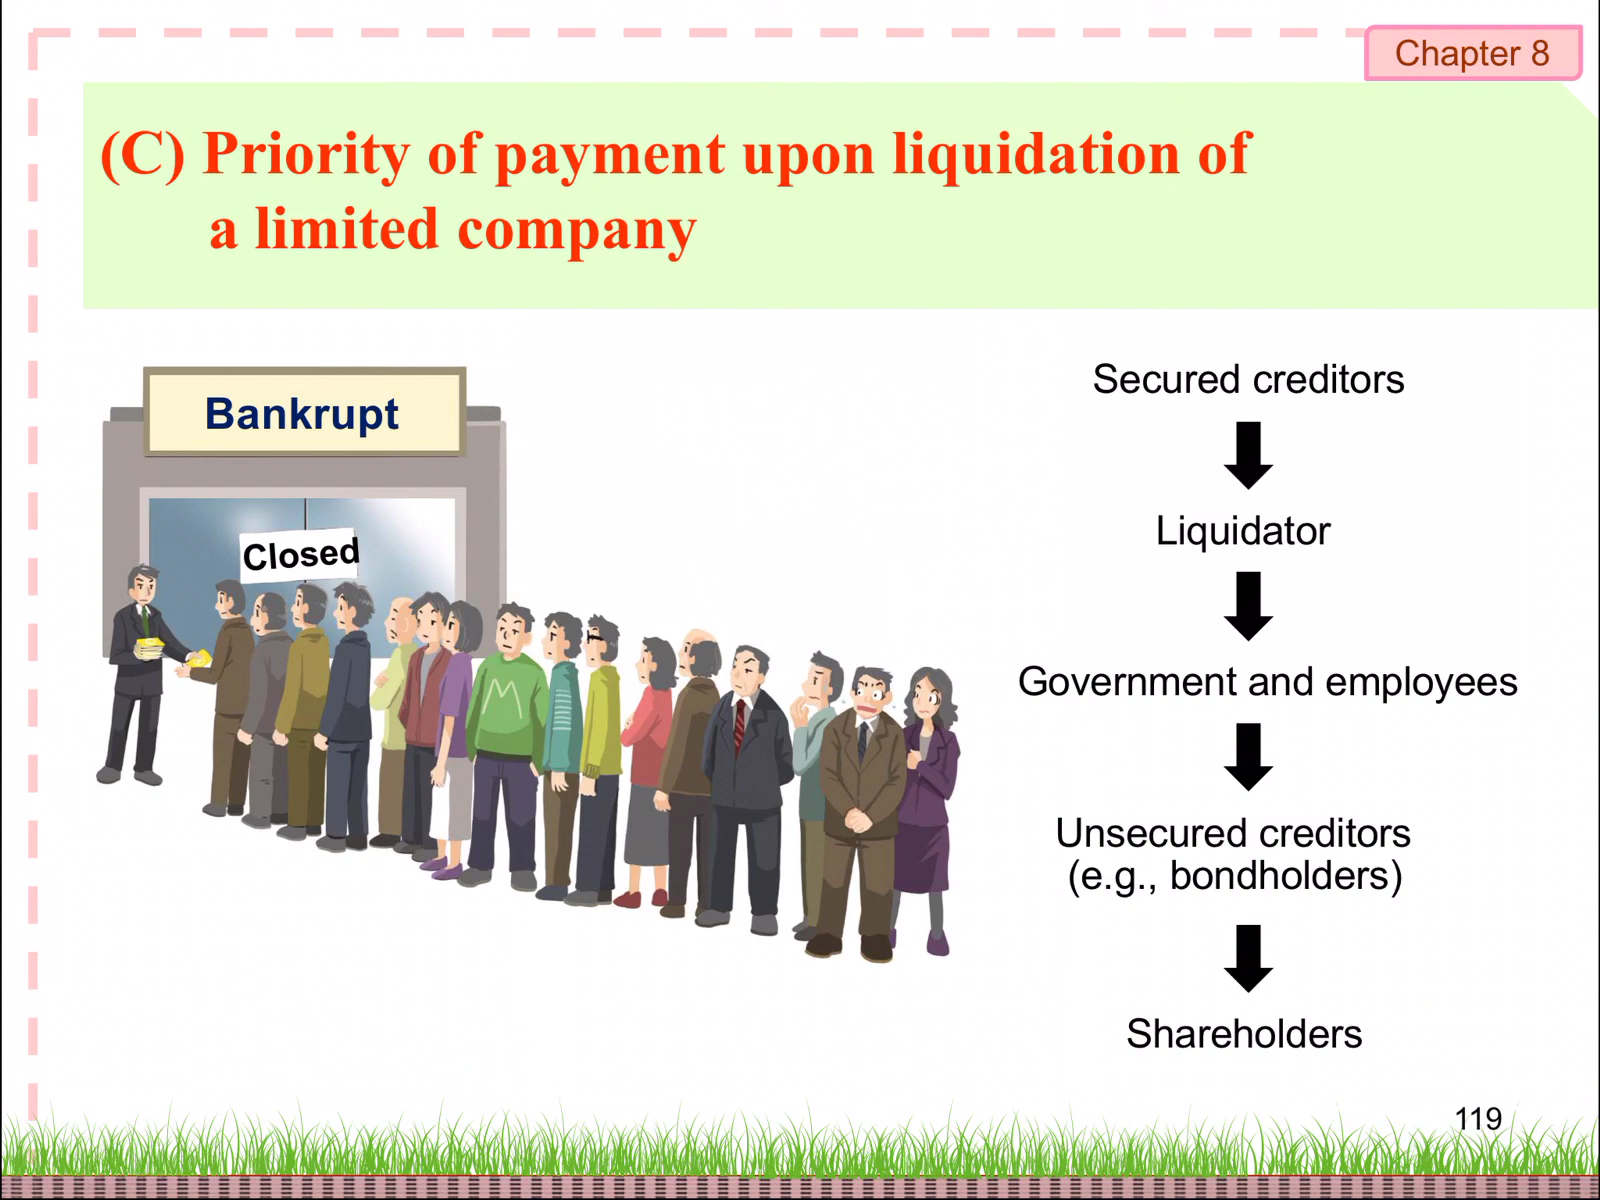 Chapter 8
(C) Priority of payment upon liquidation of
a limited company
Bankrupt
Closed
M
Secured creditors
Liquidator
Government and employees
Unsecured creditors
(e.g., bondholders)
Shareholders
119